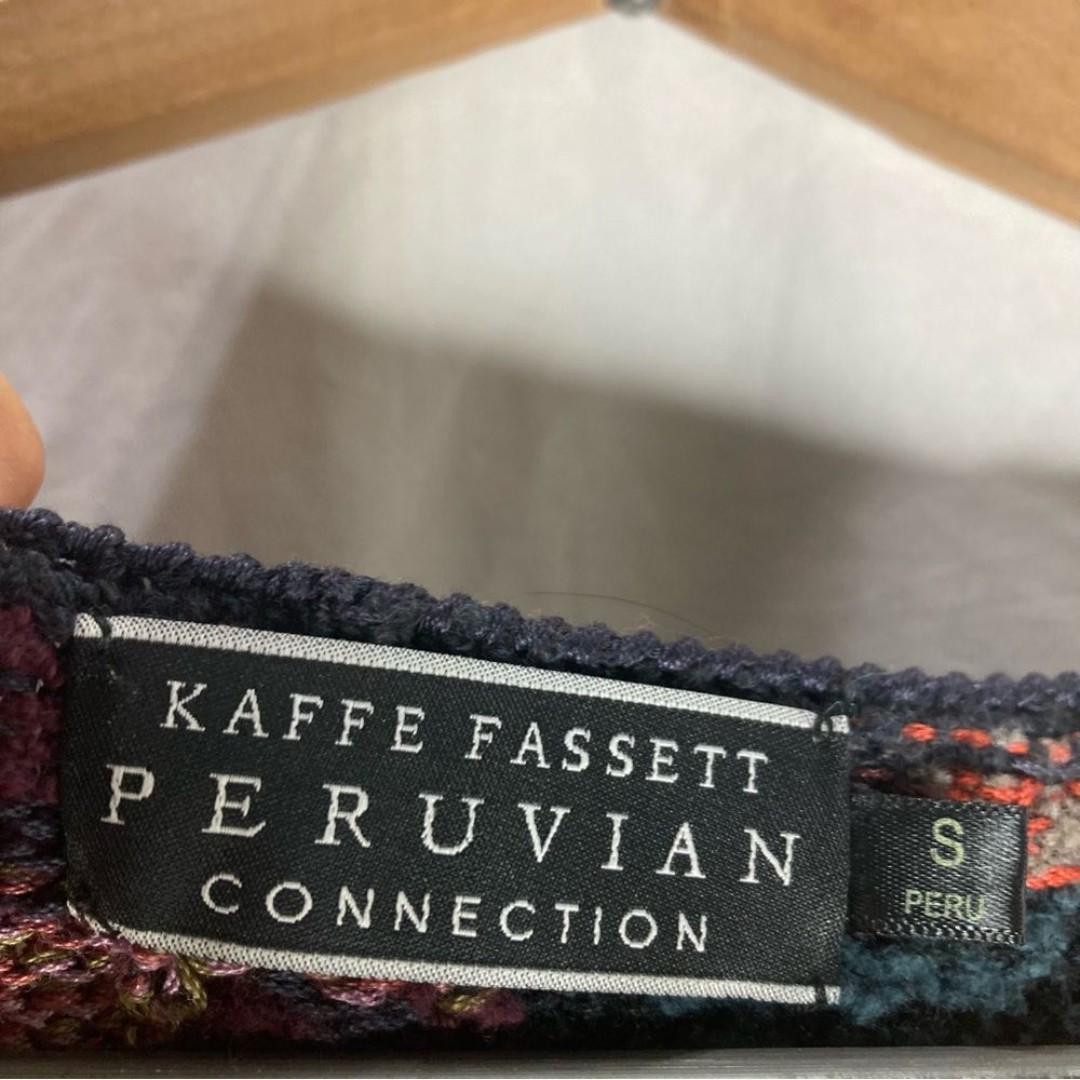 KAFFE FASSETT
PERUVIAN
CONNECTION
S
PERU